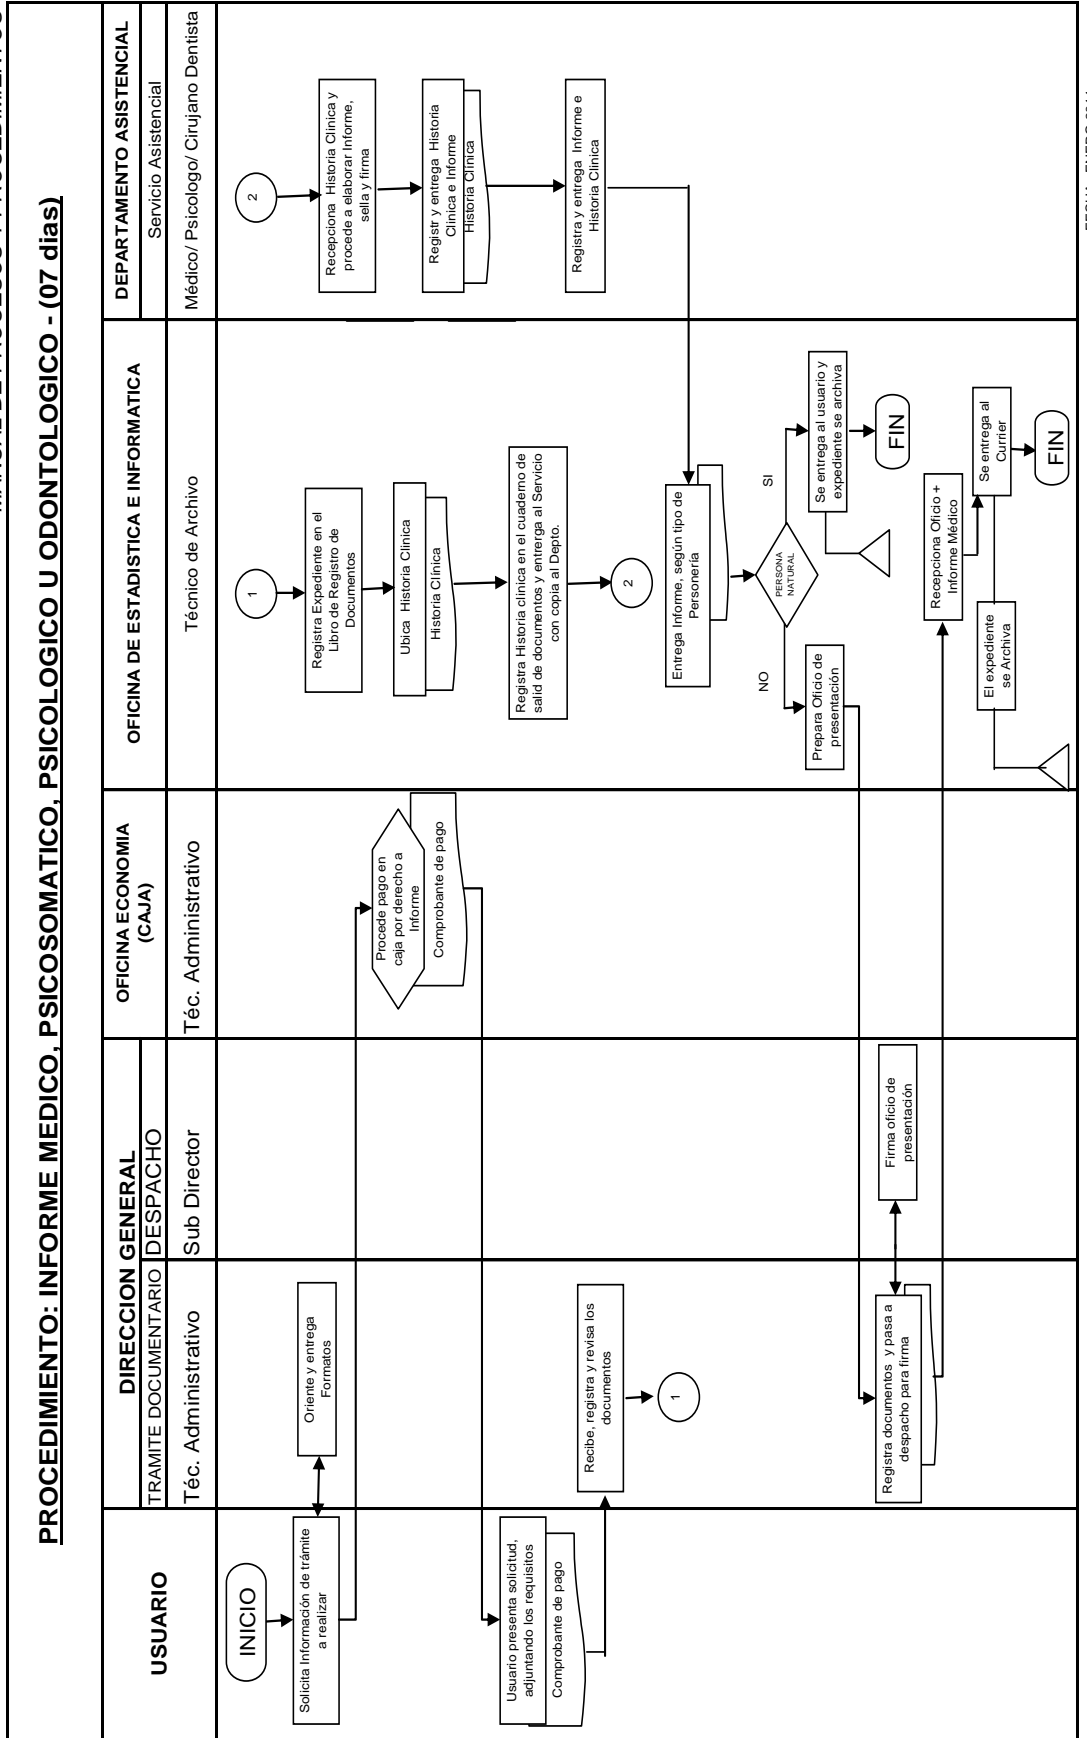 PROCEDIMIENTO: INFORME MEDICO, PSICOSOMATICO, PSICOLOGICO U ODONTOLOGICO - (07 dias)
USUARIO
DIRECCION GENERAL
TRAMITE DOCUMENTARIO
DESPACHO
Téc. Administrativo
Sub Director
OFICINA ECONOMIA
(CAJA)
Téc. Administrativo
OFICINA DE ESTADISTICA E INFORMATICA
Técnico de Archivo
DEPARTAMENTO ASISTENCIAL
Servicio Asistencial
Médico/ Psicologo/ Cirujano Dentista
INICIO
Solicita Información de trámite
a realizar
Oriente y entrega
Formatos
Procede pago en
caja por derecho a
Informe
Comprobante de pago
Usuario presenta solicitud,
adjuntando los requisitos
Comprobante de pago
Recibe, registra y revisa los
documentos
1
1
Registra Expediente en el
Libro de Registro de
Documentos
Ubica Historia Clinica
Historia Clínica
Registra Historia clinica en el cuaderno de
salid de documentos y entrerga al Servicio
con copia al Depto.
2
2
Recepciona Historia Clinica y
procede a elaborar Informe,
sella y firma
Registr y entrega Historia
Clinica e Informe
Historia Clínica
Registra y entrega Informe e
Historia Clinica
Entrega Informe, según tipo de
Personería
PERSONA
NATURAL
SI
NO
Se entrega al usuario y
expediente se archiva
FIN
Prepara Oficio de
presentación
Registra documentos y pasa a
despacho para firma
Firma oficio de
presentación
Recepciona Oficio +
Informe Médico
Se entrega al
Currier
FIN
El expediente
se Archiva